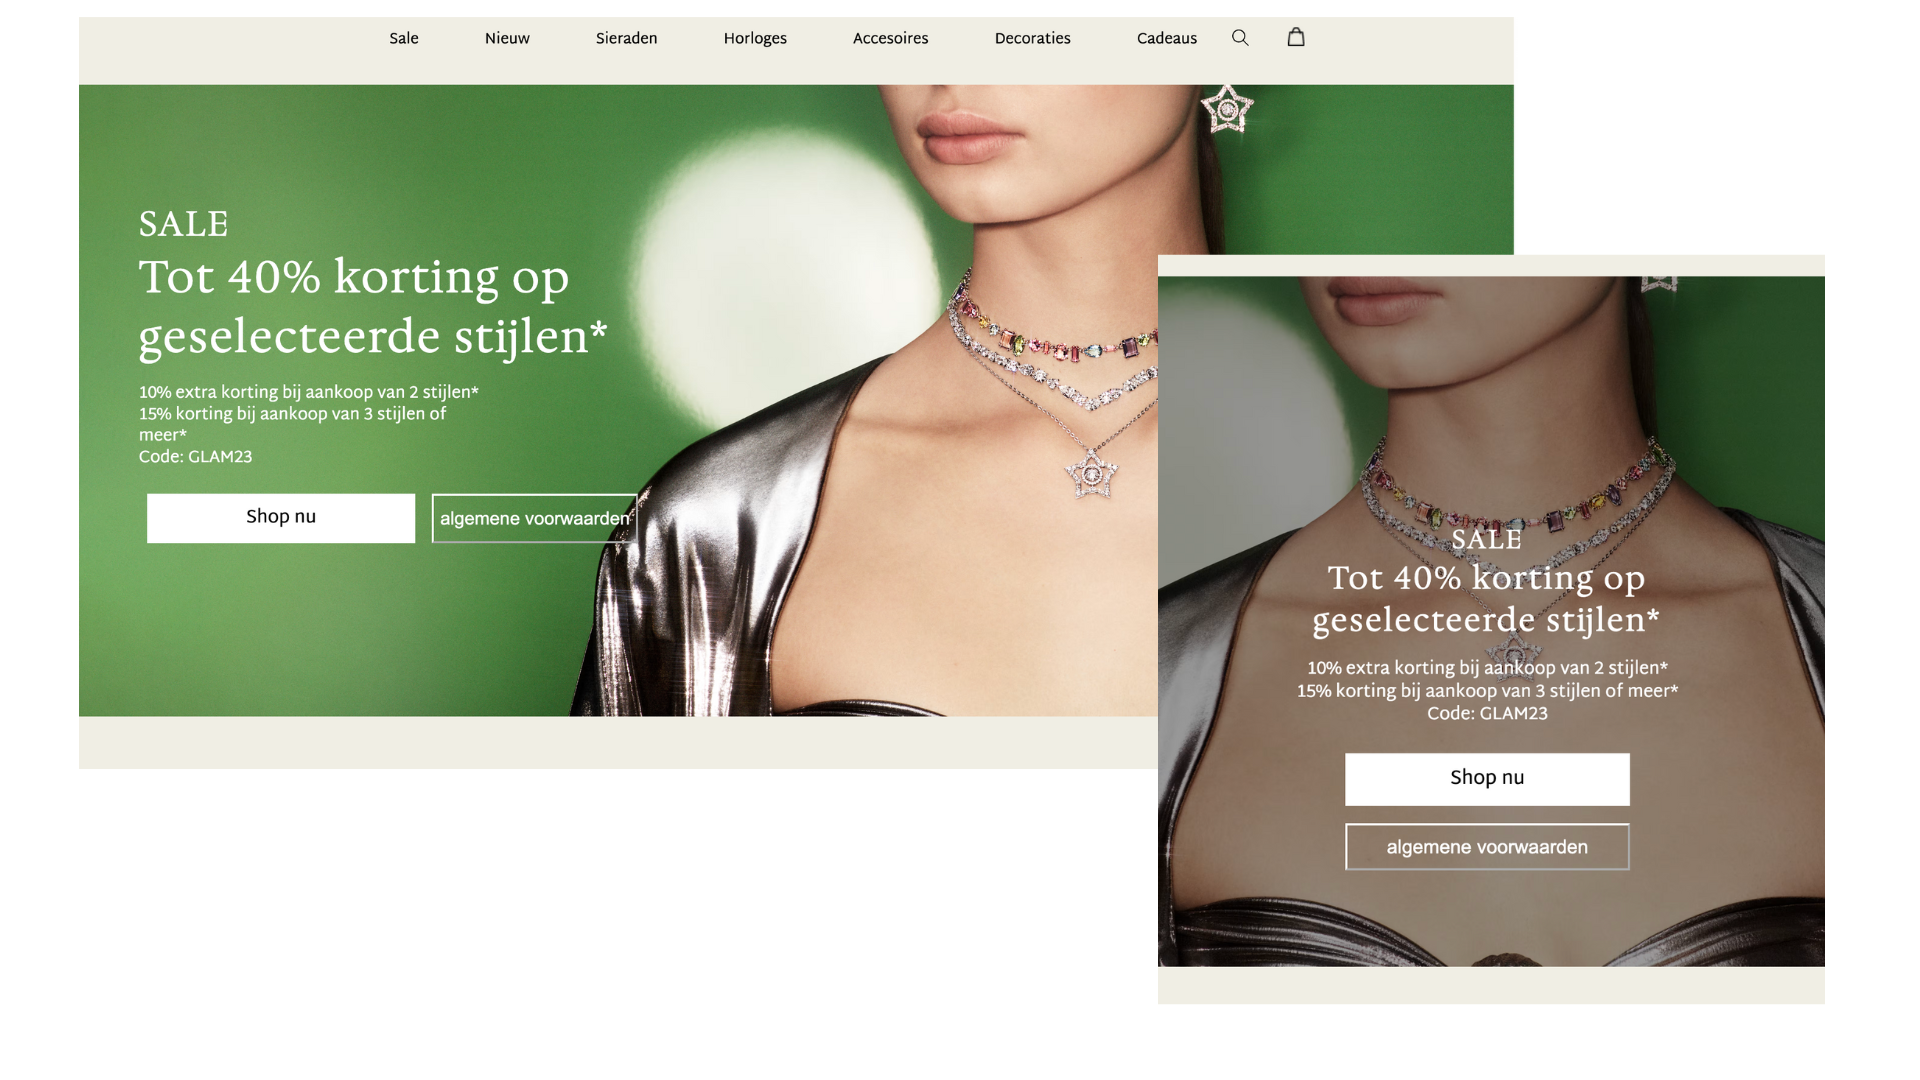 Sale Nieuw Sieraden Horloges Accesoires Decoraties Cadeaus
SALE
Tot 40% korting op
geselecteerde stijlen*
10% extra korting bij aankoop van 2 stijlen*
15% korting bij aankoop van 3 stijlen of
meer*
Code: GLAM23
Shop nu
algemene voorwaarden
SALE
Tot 40% korting op
geselecteerde stijlen*
10% extra korting bij aankoop van 2 stijlen*
15% korting bij aankoop van 3 stijlen of meer*
Code: GLAM23
Shop nu
algemene voorwaarden